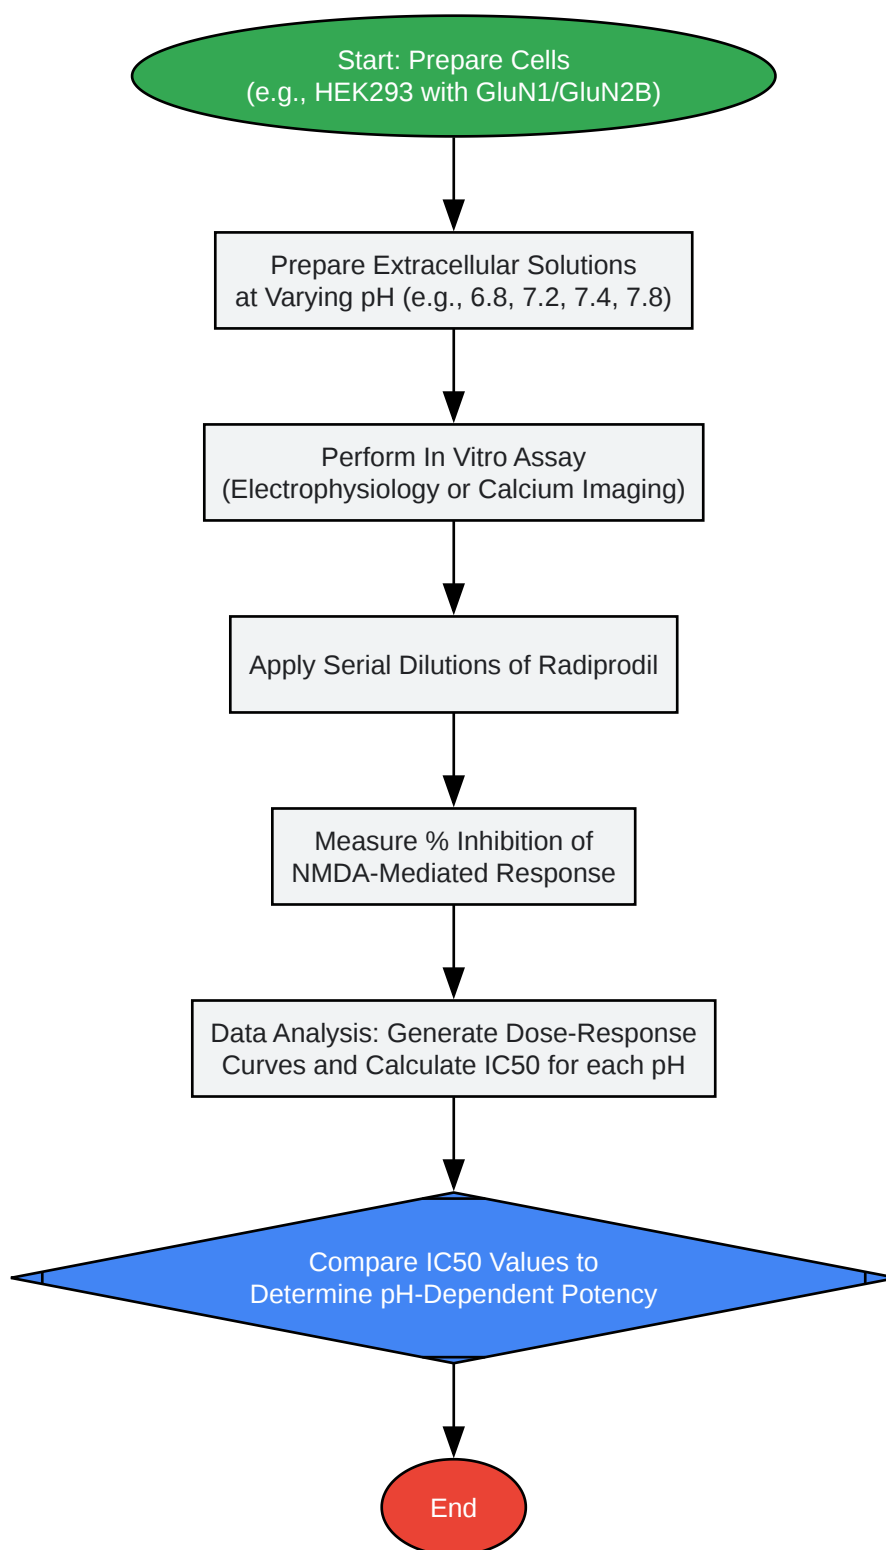 Start: Prepare Cells
(e.g., HEK293 with GluN1/GluN2B)
Prepare Extracellular Solutions
at Varying pH (e.g., 6.8, 7.2, 7.4, 7.8)
Perform In Vitro Assay
(Electrophysiology or Calcium Imaging)
Apply Serial Dilutions of Radiprodil
Measure % Inhibition of
NMDA-Mediated Response
Data Analysis: Generate Dose-Response
Curves and Calculate IC50 for each pH
Compare IC50 Values to
Determine pH-Dependent Potency
End